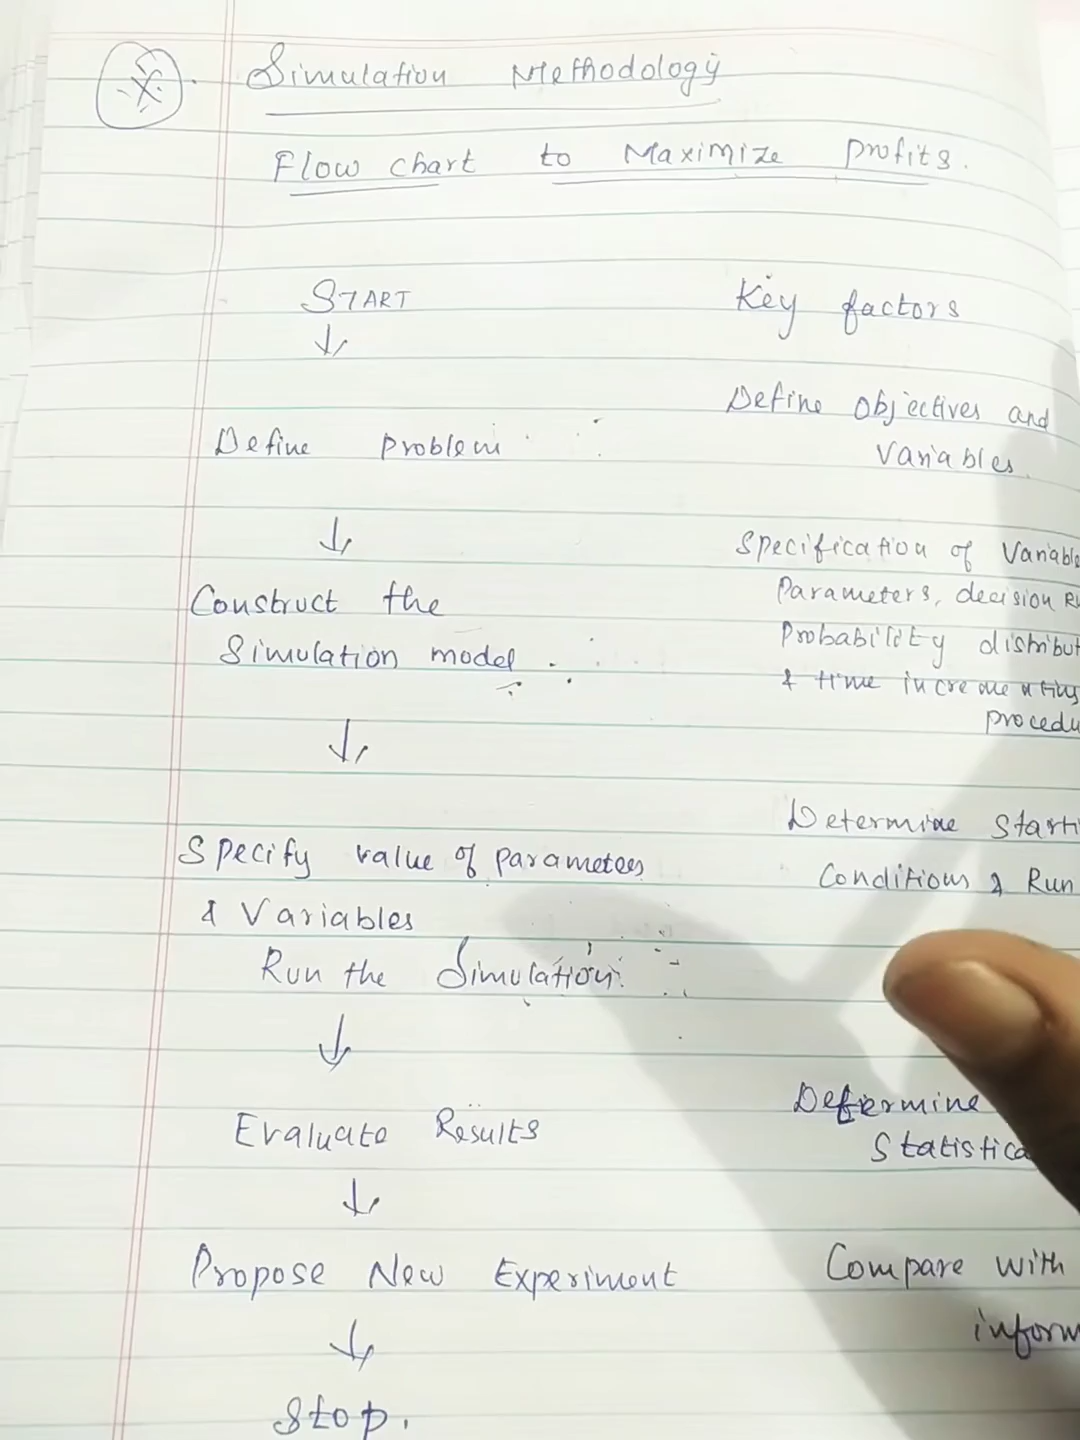 Simulation Methodology
Flow chart to Maximize profits.
START
Key factors
↓
Define problem
Define Objectives and
Variables.
↓
Construct the
Simulation model.
Specification of
Parameters, decision
Probability
& time incrementing
↓
Specify value of parameters
& Variables
Run the Simulation.
Determine
Conditions & Run
↓
Evaluate Results
Determine
↓
Propose New Experiment
Compare with
↓
Stop.